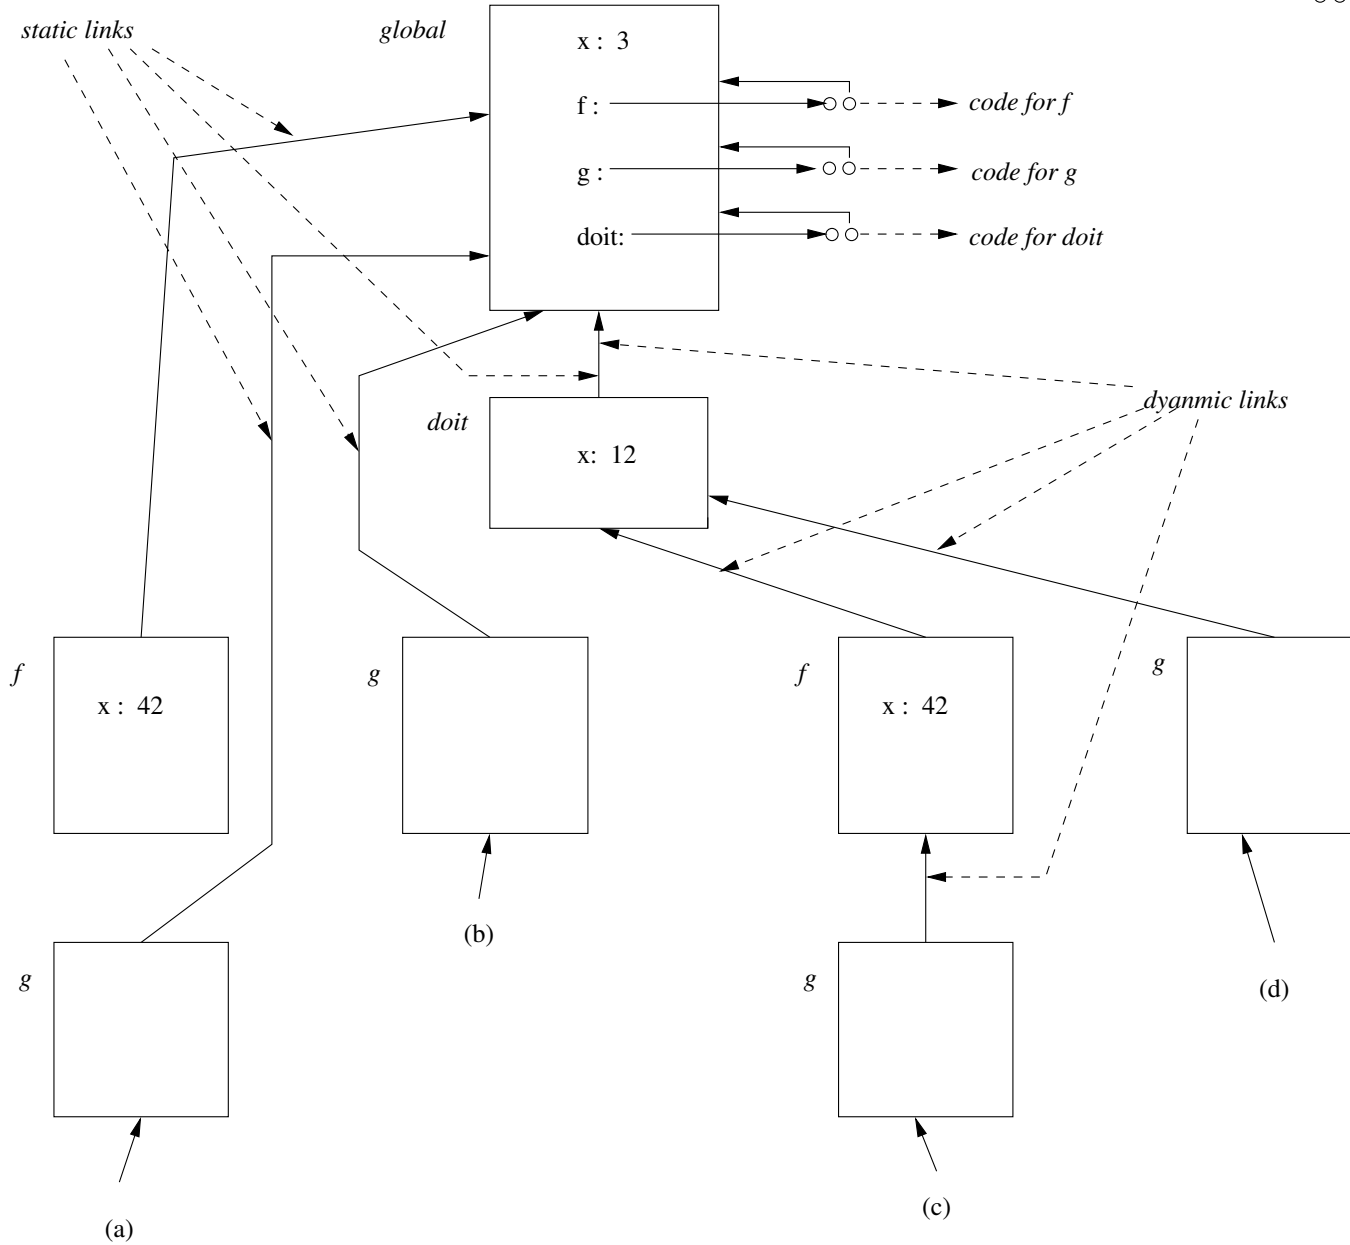 static links
global
x : 3
f :
code for f
g :
code for g
doit:
code for doit
dyanmic links
doit
x: 12
f
x : 42
g
f
x : 42
g
(b)
g
g
(d)
(a)
(c)